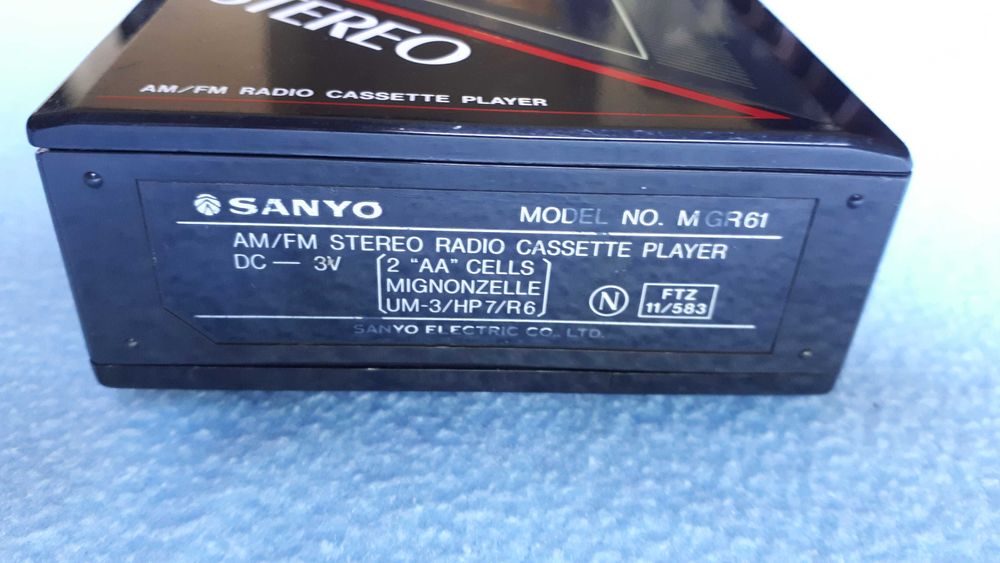 STEREO
AM/FM RADIO CASSETTE PLAYER
SANYO MODEL NO. M GR61
AM/FM STEREO RADIO CASSETTE PLAYER
DC — 3V 2 "AA" CELLS
MIGNONZELLE
UM-3/HP7/R6 N FTZ
11/583
SANYO ELECTRIC CO., LTD.